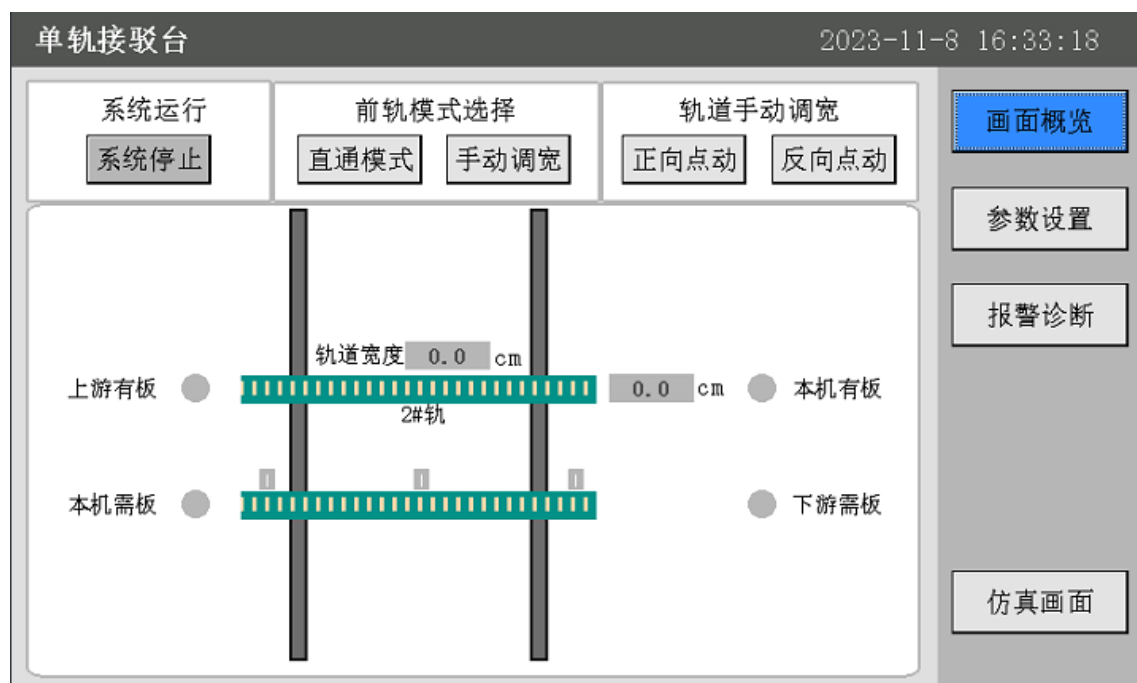 单轨接驳台 2023-11-8 16:33:18
系统运行 前轨模式选择 轨道手动调宽
系统停止 直通模式 手动调宽 正向点动 反向点动
画面概览
参数设置
报警诊断
轨道宽度 0.0 cm
上游有板 0.0 cm 本机有板
2#轨
本机需板 下游需板
仿真画面